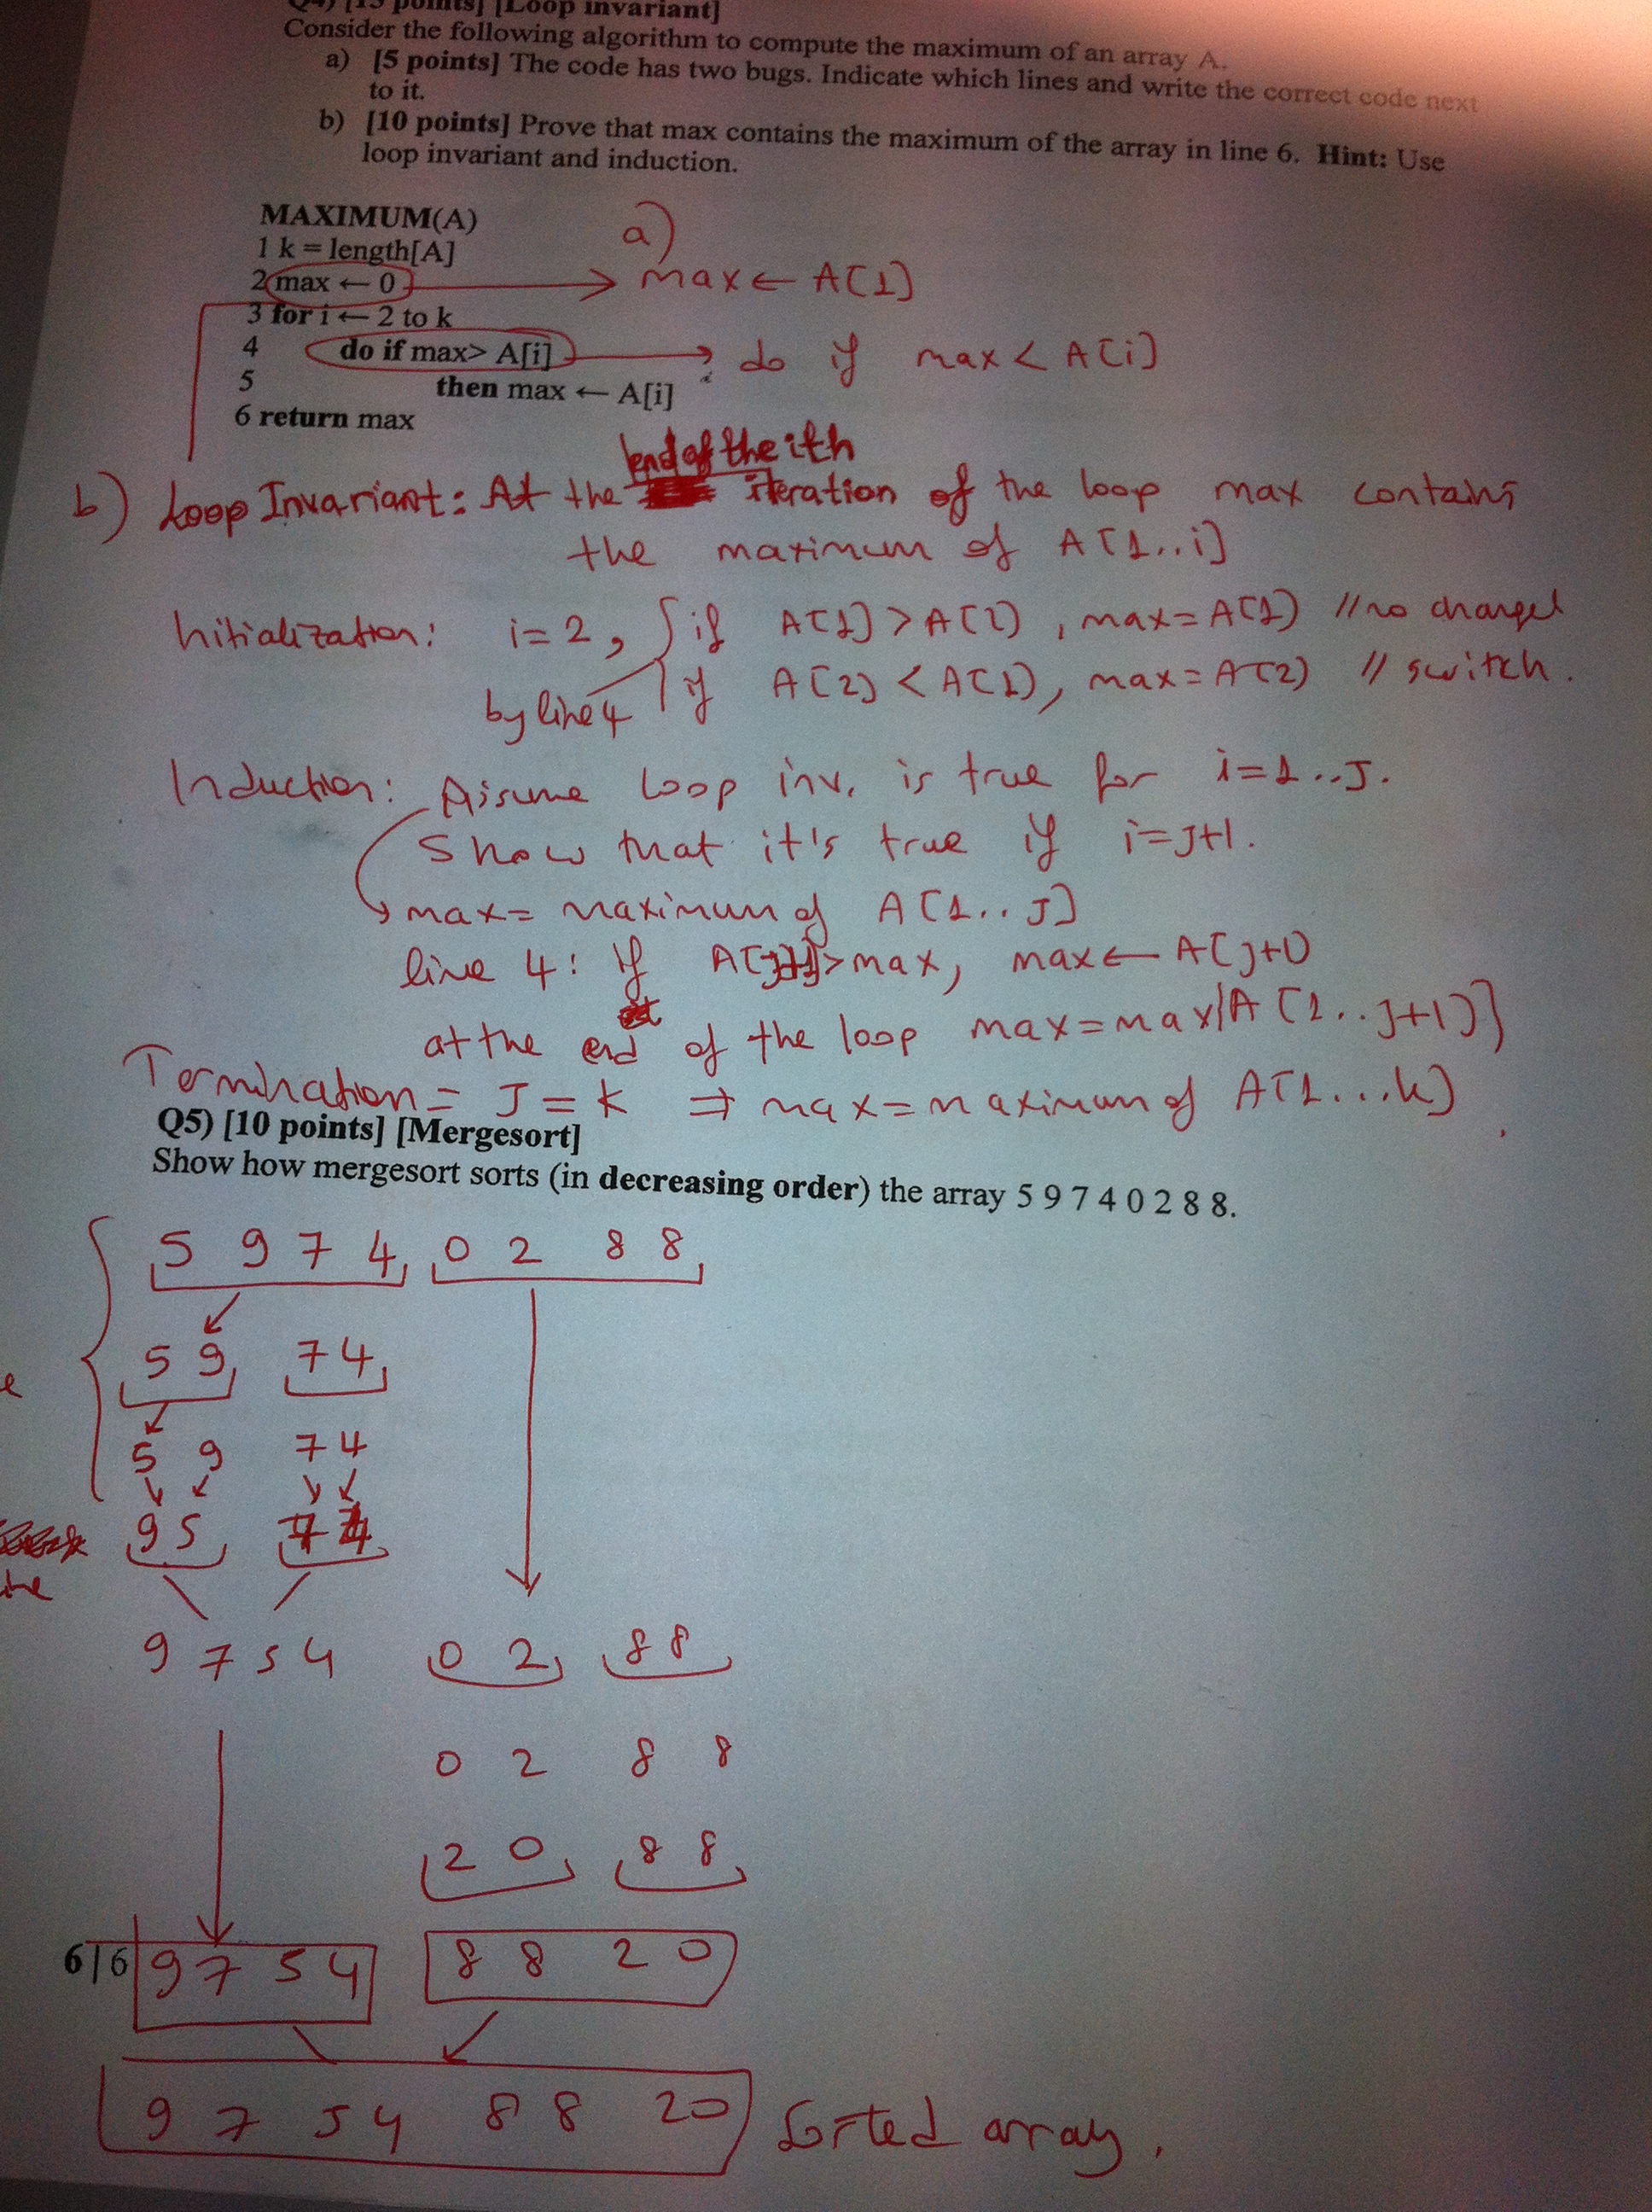 Q4) [15 points] [Loop invariant]
Consider the following algorithm to compute the maximum of an array A.
a) [5 points] The code has two bugs. Indicate which lines and write the correct code next
to it.
b) [10 points] Prove that max contains the maximum of the array in line 6. Hint: Use
loop invariant and induction.
MAXIMUM(A)
a)
1 k = length[A]
2 max ← 0 → max ← A[1]
3 for i ← 2 to k
4 do if max> A[i] → do if max < A[i]
5 then max ← A[i]
6 return max
end of the ith
b) Loop Invariant: At the iteration of the loop max contains
the maximum of A[1..i]
Initialization: i=2, if A[1] > A[2], max = A[1] // no change
by line 4 if A[2] < A[1), max = A[2] // switch.
Induction: Assume loop inv. is true for i=1..J.
Show that it's true if i=J+1.
max = maximum of A[1..J]
line 4: If A[J+1]>max, max ← A[J+1]
at the end of the loop max=max{A[1..J+1]}
Termination = J=k ⇒ max=maximum of A[1...k]
Q5) [10 points] [Mergesort]
Show how mergesort sorts (in decreasing order) the array 5 9 7 4 0 2 8 8.
5 9 7 4 0 2 8 8
5 9 7 4
5 9 7 4
9 5 7 4
9 7 5 4 0 2 8 8
0 2 8 8
2 0 8 8
6|6 9 7 5 4 8 8 2 0
9 7 5 4 8 8 2 0 Sorted array.